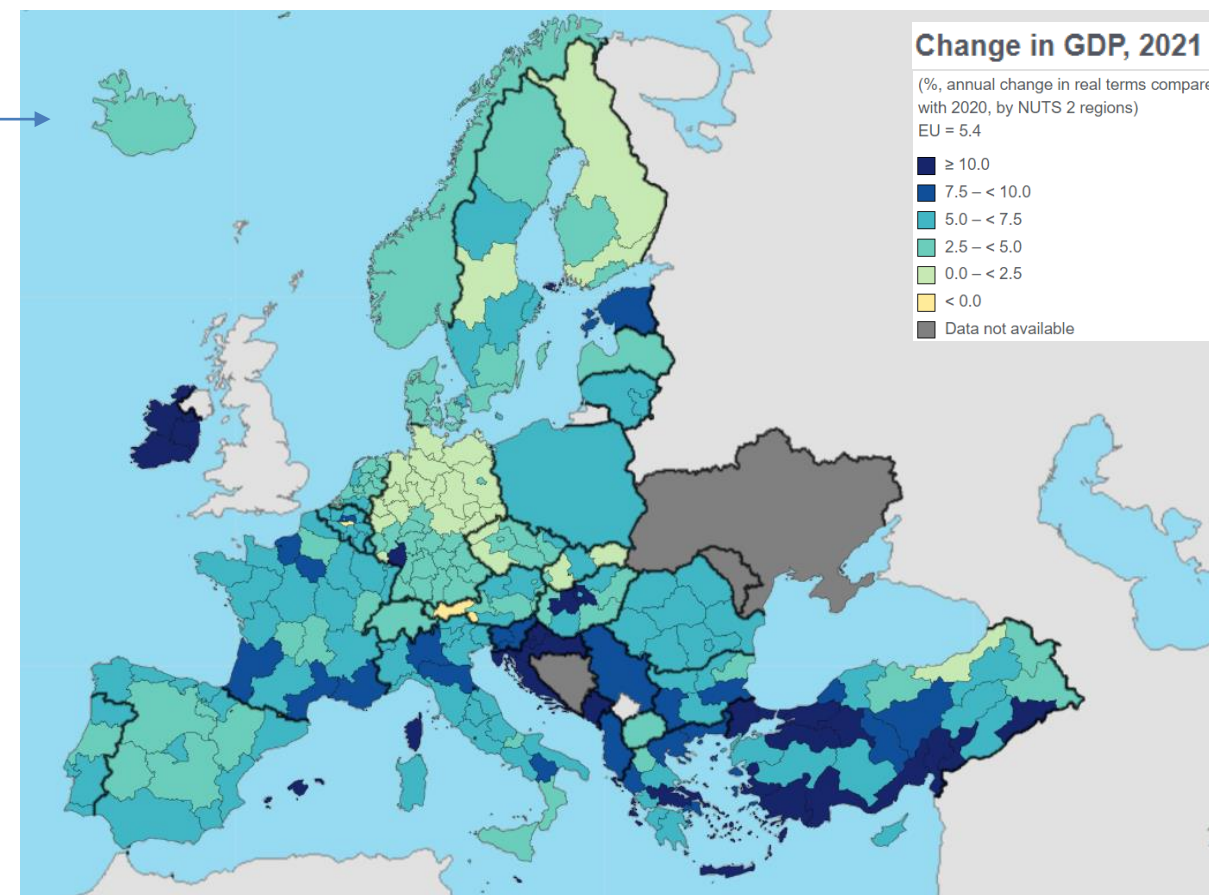 Change in GDP, 2021
(%, annual change in real terms compare
with 2020, by NUTS 2 regions)
EU = 5.4
≥ 10.0
7.5 – < 10.0
5.0 – < 7.5
2.5 – < 5.0
0.0 – < 2.5
< 0.0
Data not available